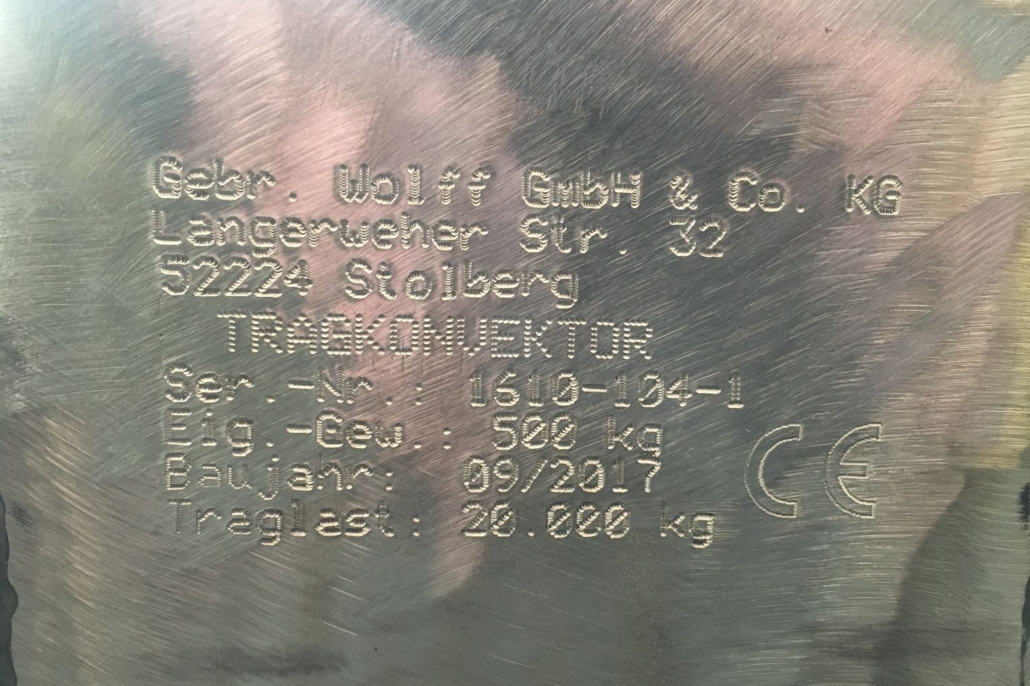 Gebr. Wolff GmbH & Co. KG
Langerweher Str. 32
52224 Stolberg
TRAGKONVEKTOR
Ser.-Nr.: 1610-104-1
Eig.-Gew.: 500 kg
Baujahr: 09/2017
Traglast: 20.000 kg
CE